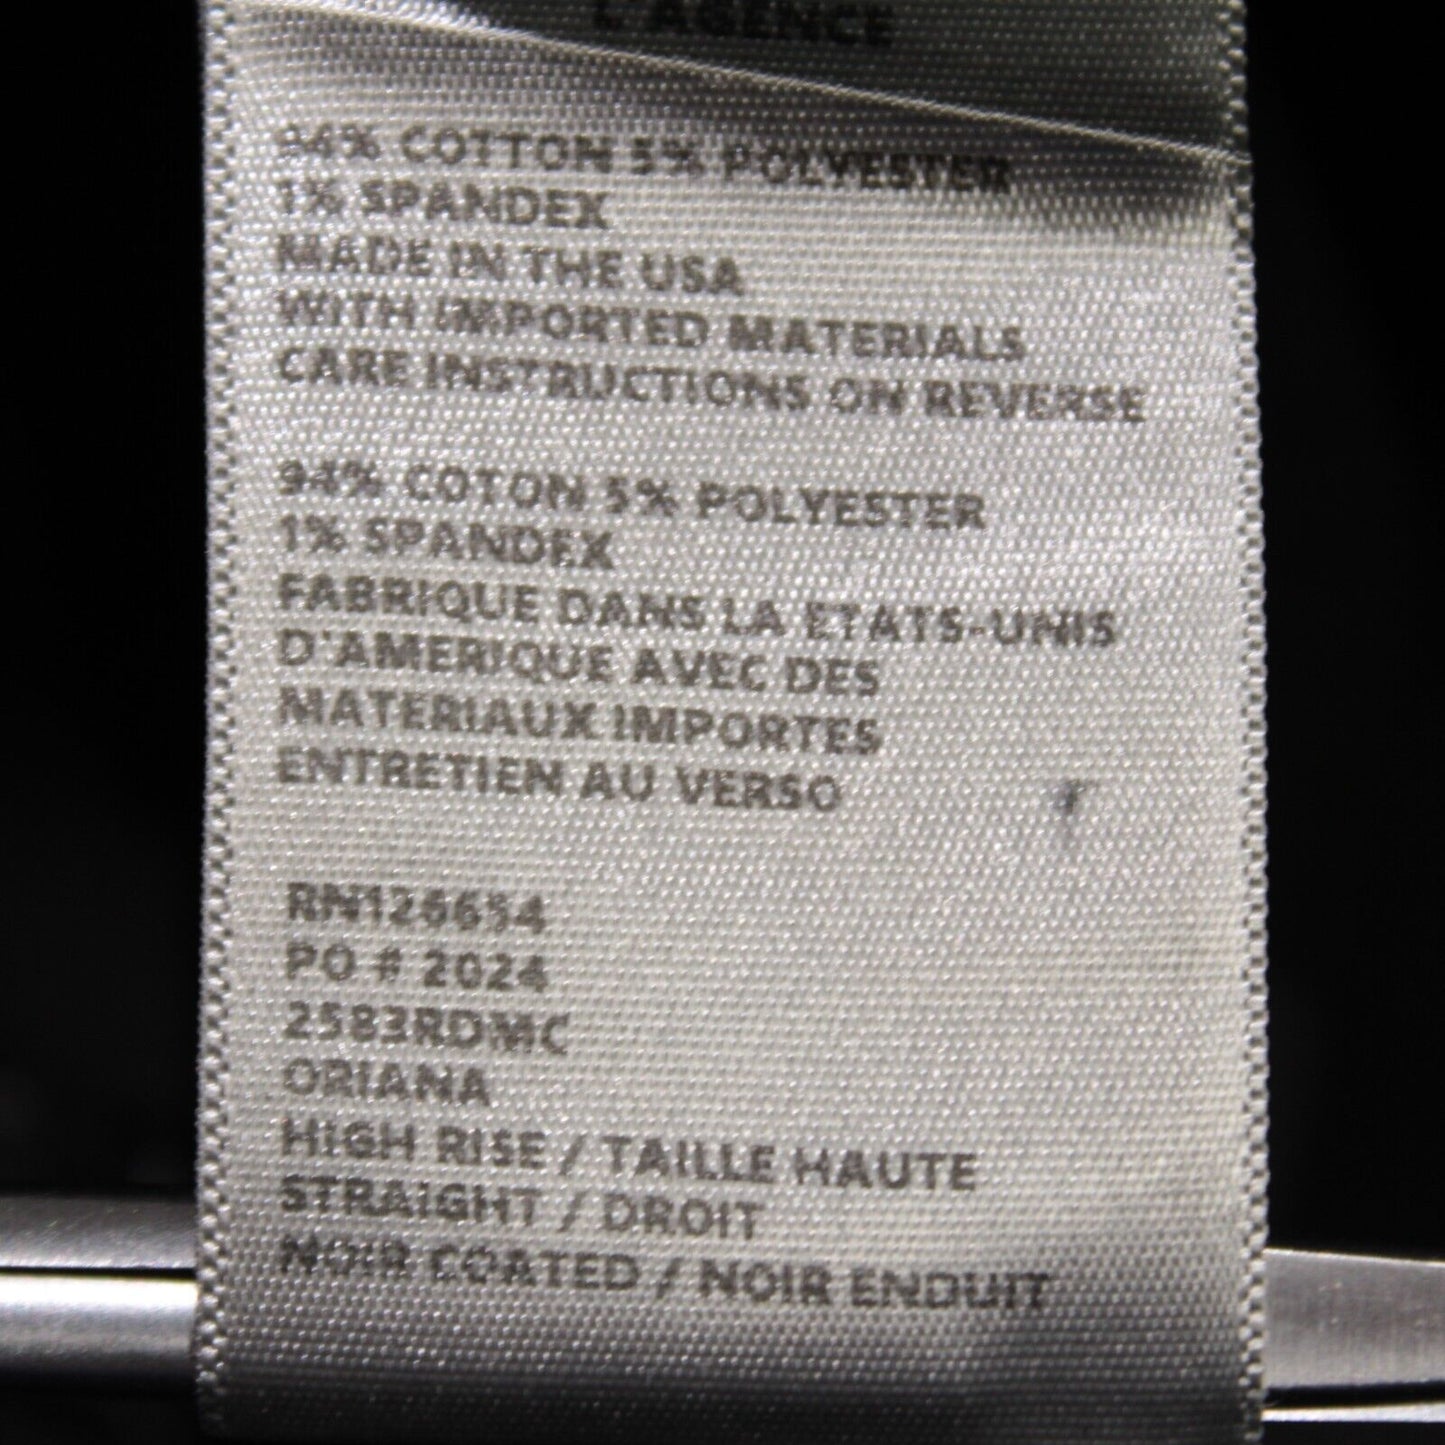 L'AGENCE
94% COTTON 5% POLYESTER
1% SPANDEX
MADE IN THE USA
WITH IMPORTED MATERIALS
CARE INSTRUCTIONS ON REVERSE
94% COTON 5% POLYESTER
1% SPANDEX
FABRIQUE DANS LA ETATS-UNIS
D'AMERIQUE AVEC DES
MATERIAUX IMPORTES
ENTRETIEN AU VERSO
RN126654
PO # 2024
2583RDMC
ORIANA
HIGH RISE / TAILLE HAUTE
STRAIGHT / DROIT
NOIR COATED / NOIR ENDUIT